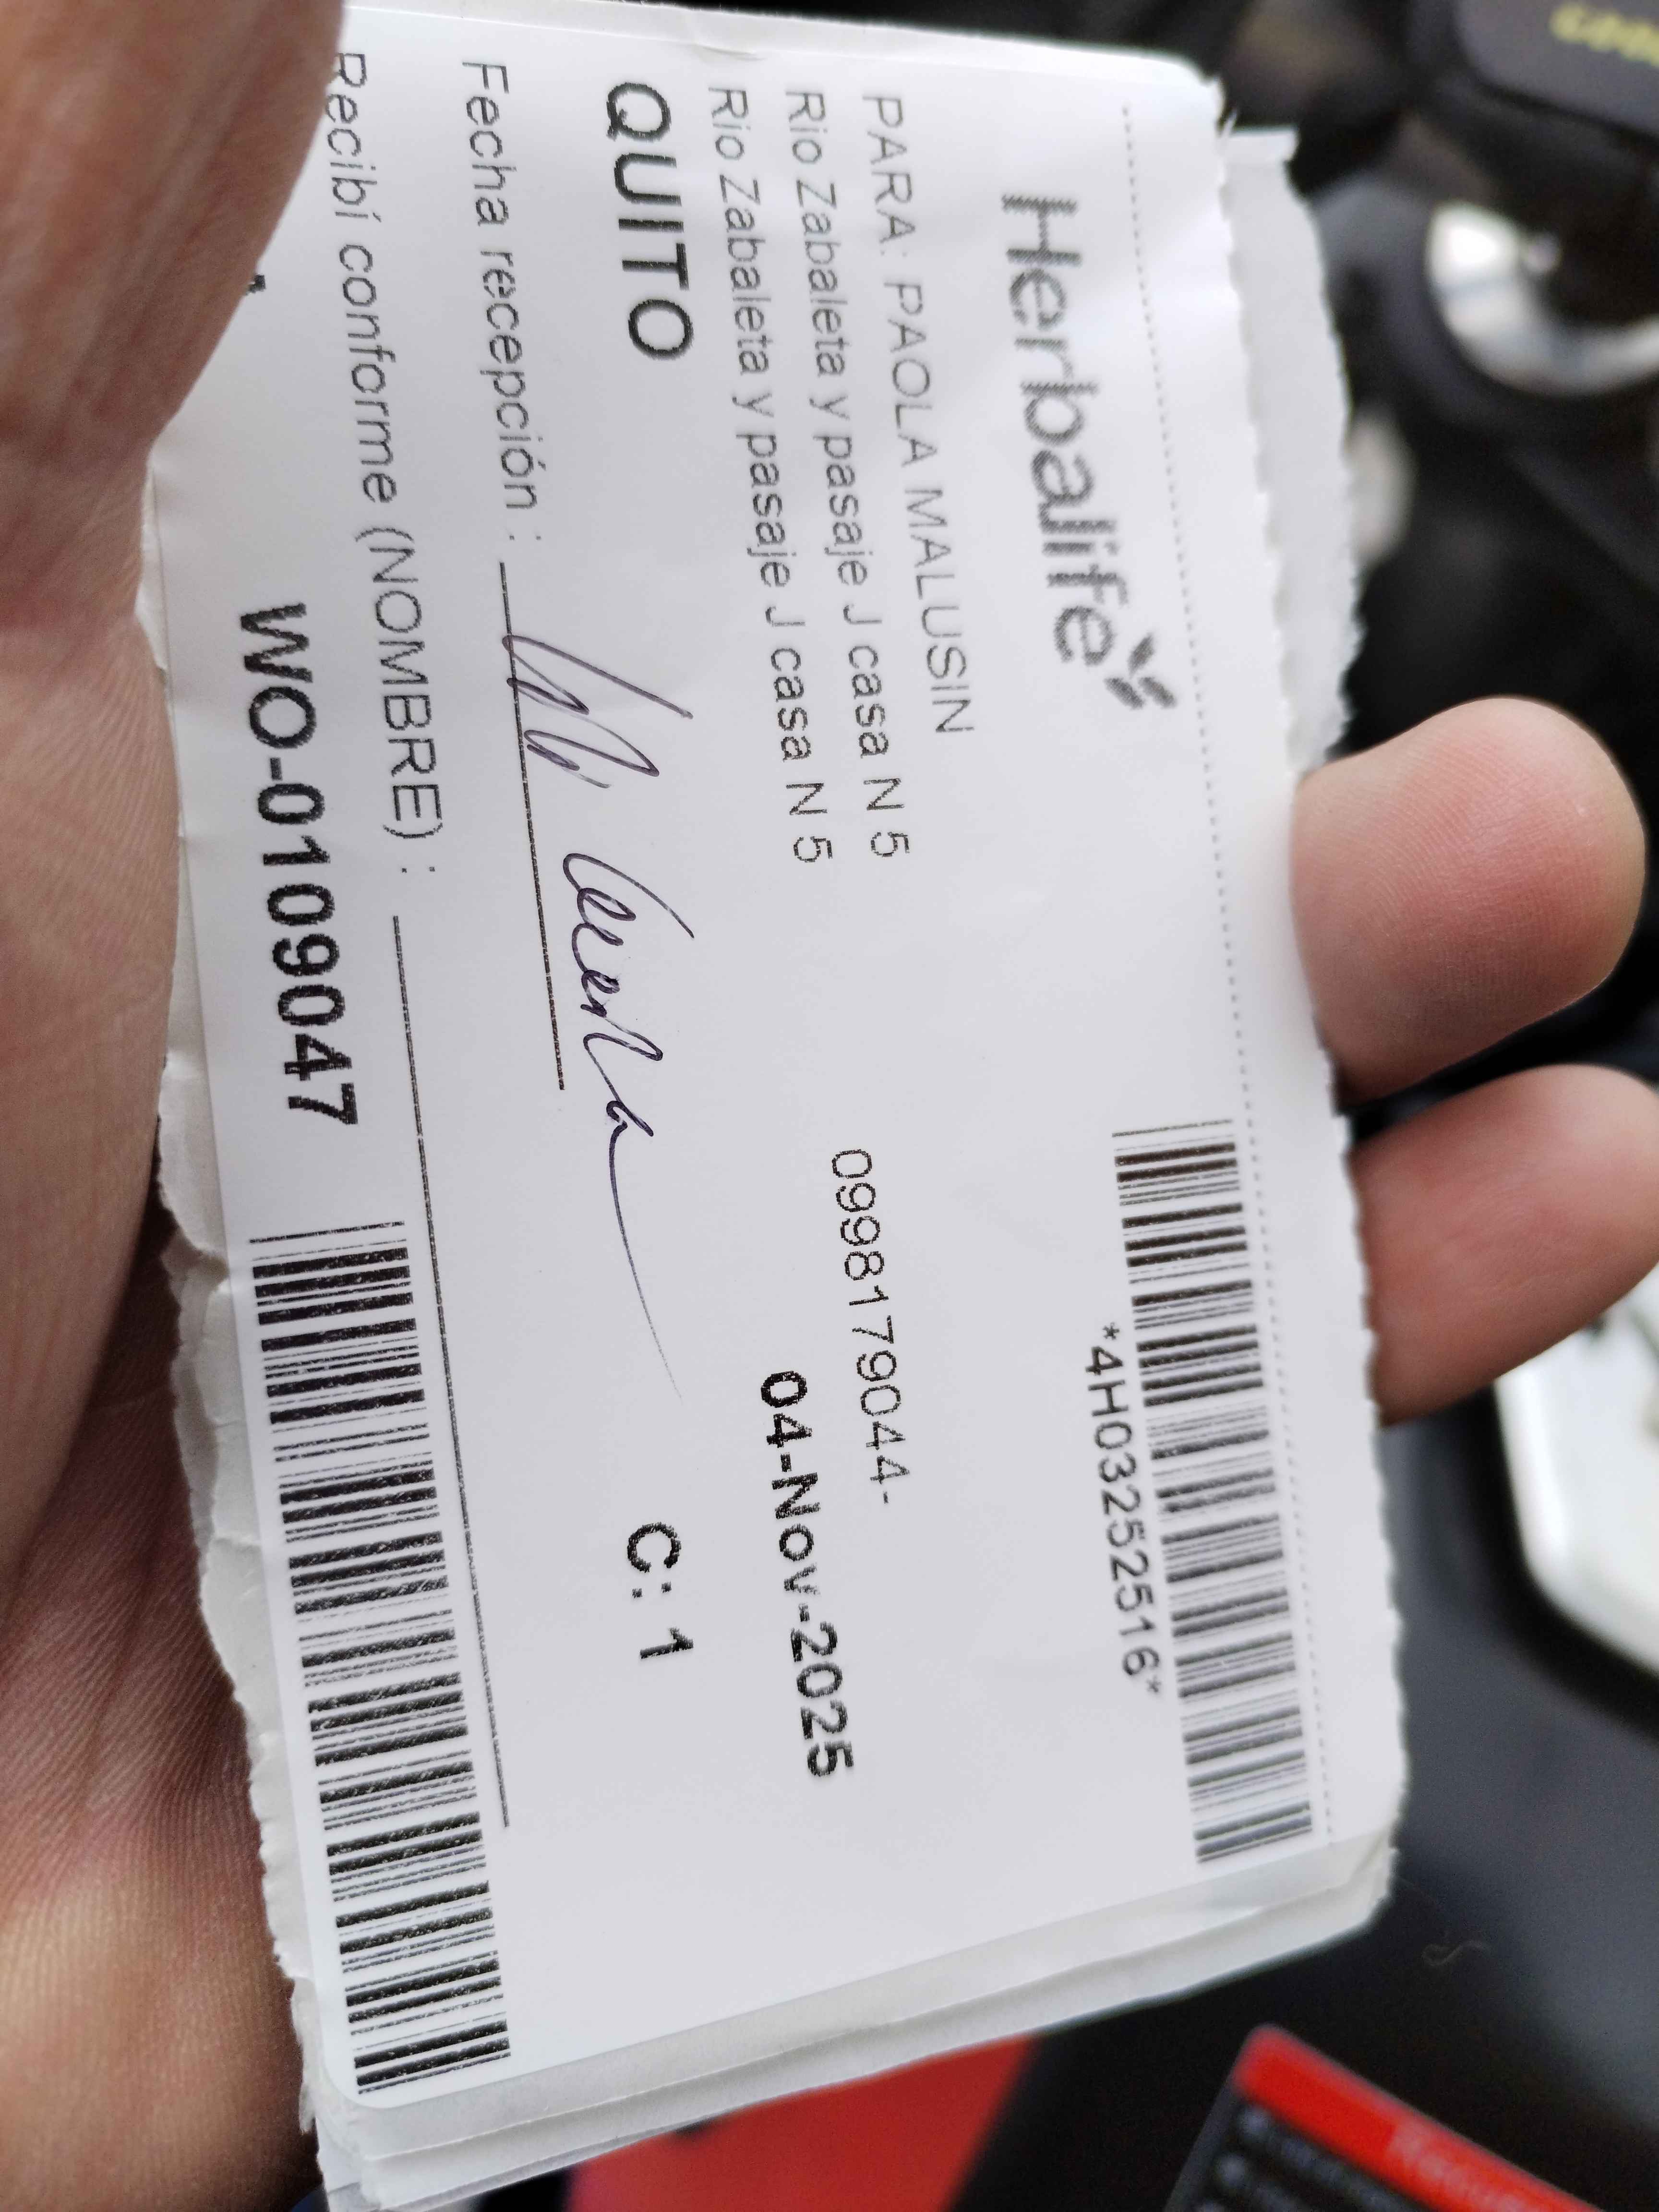 Herbalife
*4H03252516*
PARA: PAOLA MALUSIN
Rio Zabaleta y pasaje J casa N 5
0998179044-
Rio Zabaleta y pasaje J casa N 5
04-Nov-2025
QUITO
C: 1
Fecha recepción :
Recibí conforme (NOMBRE) :
WO-0109047